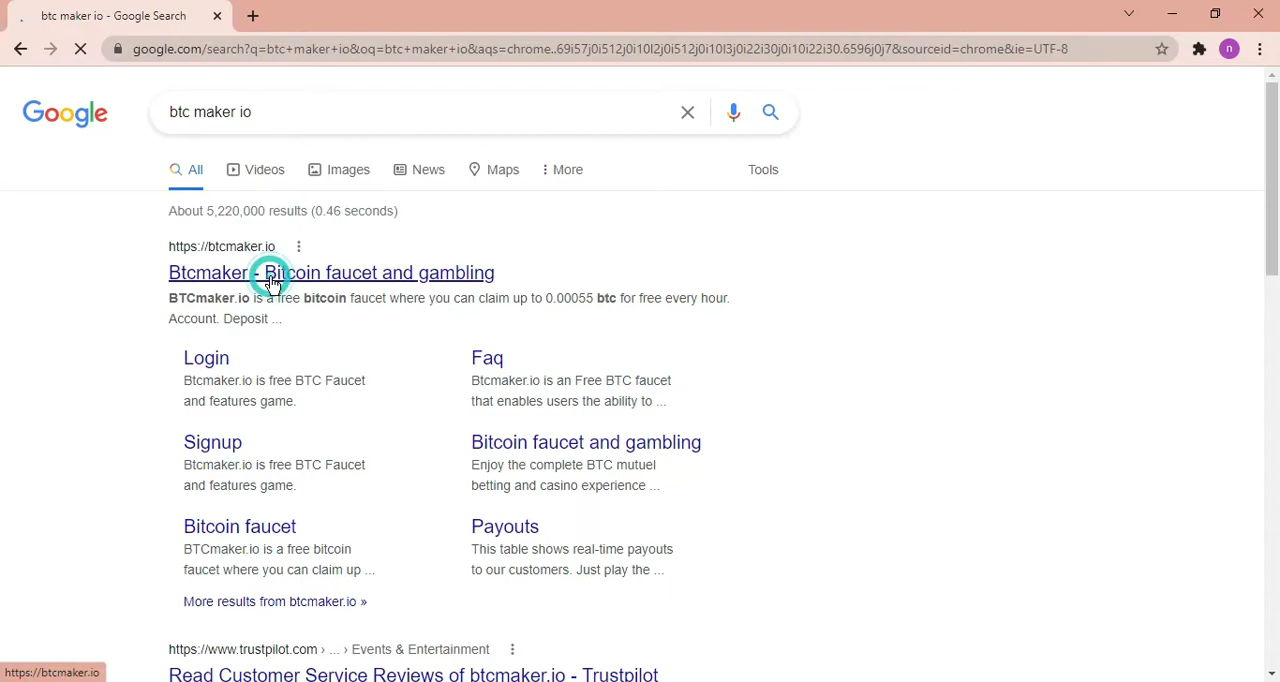 btc maker io - Google Search
google.com/search?q=btc+maker+io&oq=btc+maker+io&aqs=chrome..69i57j0i512j0i10l2j0i512j0i10l3j0i22i30j0i10i22i30.6596j0j7&sourceid=chrome&ie=UTF-8
n
Google
btc maker io
All
Videos
Images
News
Maps
More
Tools
About 5,220,000 results (0.46 seconds)
https://btcmaker.io
Btcmaker - Bitcoin faucet and gambling
BTCmaker.io is a free bitcoin faucet where you can claim up to 0.00055 btc for free every hour.
Account. Deposit ...
Login
Btcmaker.io is free BTC Faucet
and features game.
Faq
Btcmaker.io is an Free BTC faucet
that enables users the ability to ...
Signup
Btcmaker.io is free BTC Faucet
and features game.
Bitcoin faucet and gambling
Enjoy the complete BTC mutuel
betting and casino experience ...
Bitcoin faucet
BTCmaker.io is a free bitcoin
faucet where you can claim up ...
Payouts
This table shows real-time payouts
to our customers. Just play the ...
More results from btcmaker.io »
https://www.trustpilot.com › ... › Events & Entertainment
Read Customer Service Reviews of btcmaker.io - Trustpilot
https://btcmaker.io